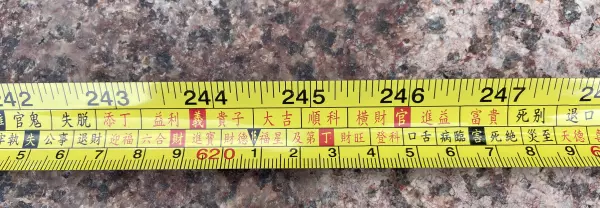 242 243 244 245 246 247
官鬼 失脱 添丁 益利 義 貴子 大吉 順科 橫財 官 進益 富貴 死別 退口
失 公事 退財 迎福 六合 財 進寶 財德 福星 及第 丁 財旺 登科 口舌 病臨 害 死絶 災至 天德
5 6 7 8 9 620 1 2 3 4 5 6 7 8 9